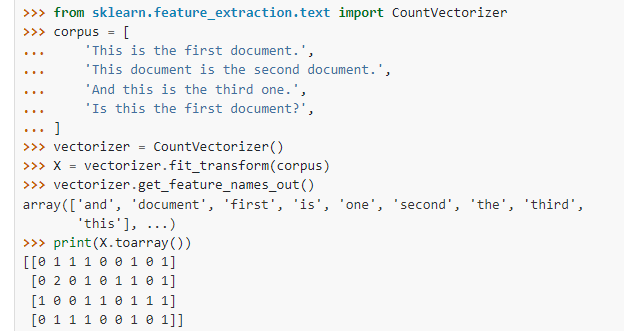 >>> from sklearn.feature_extraction.text import CountVectorizer
>>> corpus = [
...     'This is the first document.',
...     'This document is the second document.',
...     'And this is the third one.',
...     'Is this the first document?',
... ]
>>> vectorizer = CountVectorizer()
>>> X = vectorizer.fit_transform(corpus)
>>> vectorizer.get_feature_names_out()
array(['and', 'document', 'first', 'is', 'one', 'second', 'the', 'third',
       'this'], ...)
>>> print(X.toarray())
[[0 1 1 1 0 0 1 0 1]
 [0 2 0 1 0 1 1 0 1]
 [1 0 0 1 1 0 1 1 1]
 [0 1 1 1 0 0 1 0 1]]